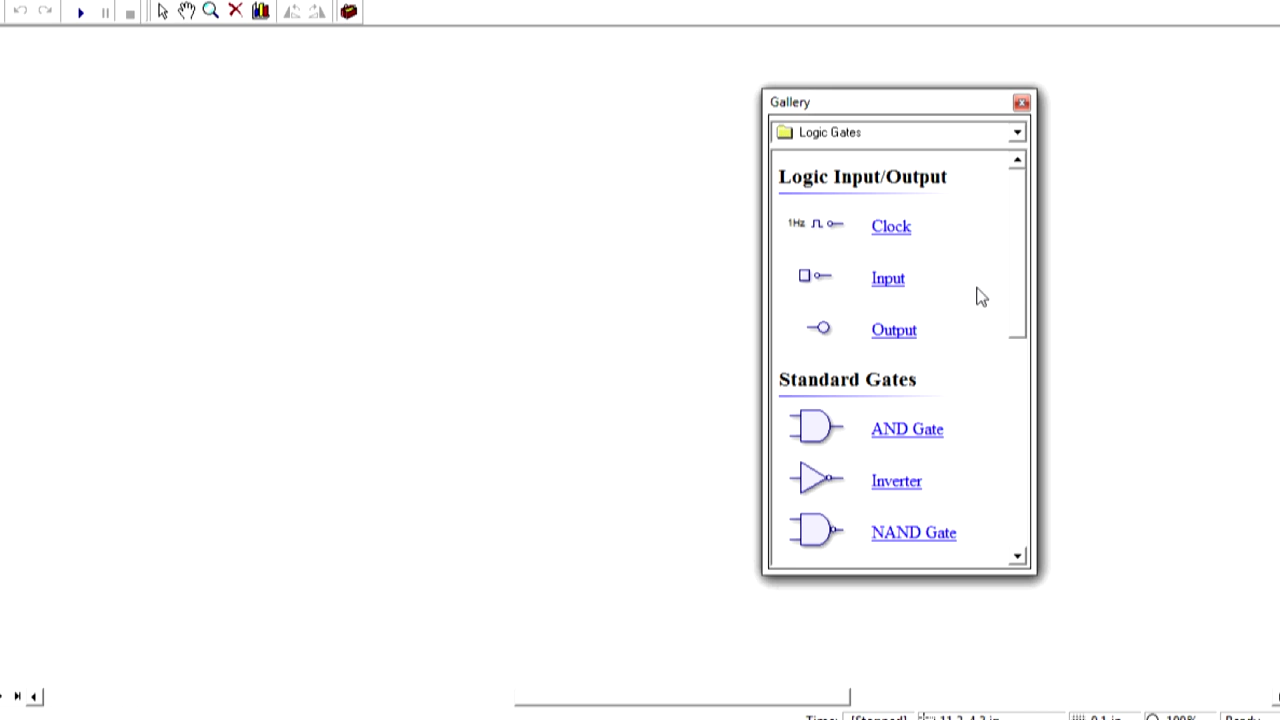 Gallery
Logic Gates
Logic Input/Output
1Hz
Clock
Input
Output
Standard Gates
AND Gate
Inverter
NAND Gate